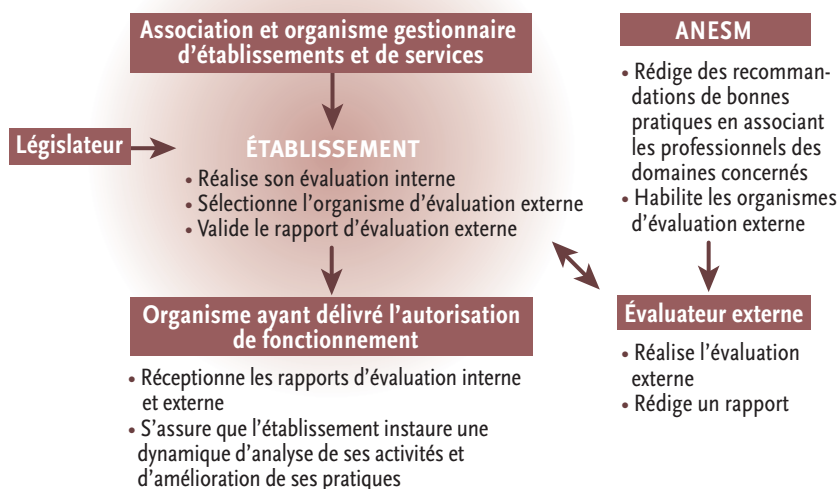 Association et organisme gestionnaire
d'établissements et de services
Législateur
ÉTABLISSEMENT
• Réalise son évaluation interne
• Sélectionne l'organisme d'évaluation externe
• Valide le rapport d'évaluation externe
Organisme ayant délivré l'autorisation
de fonctionnement
• Réceptionne les rapports d'évaluation interne
et externe
• S'assure que l'établissement instaure une
dynamique d'analyse de ses activités et
d'amélioration de ses pratiques
ANESM
• Rédige des recomman-
dations de bonnes
pratiques en associant
les professionnels des
domaines concernés
• Habilite les organismes
d'évaluation externe
Évaluateur externe
• Réalise l'évaluation
externe
• Rédige un rapport